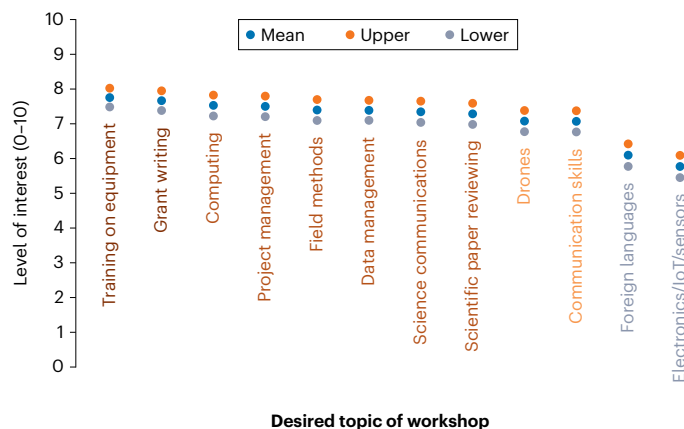 10
9
8
7
6
5
4
3
2
1
0
Level of interest (0–10)
Mean Upper Lower
Training on equipment
Grant writing
Computing
Project management
Field methods
Data management
Science communications
Scientific paper reviewing
Drones
Communication skills
Foreign languages
Electronics/IoT/sensors
Desired topic of workshop